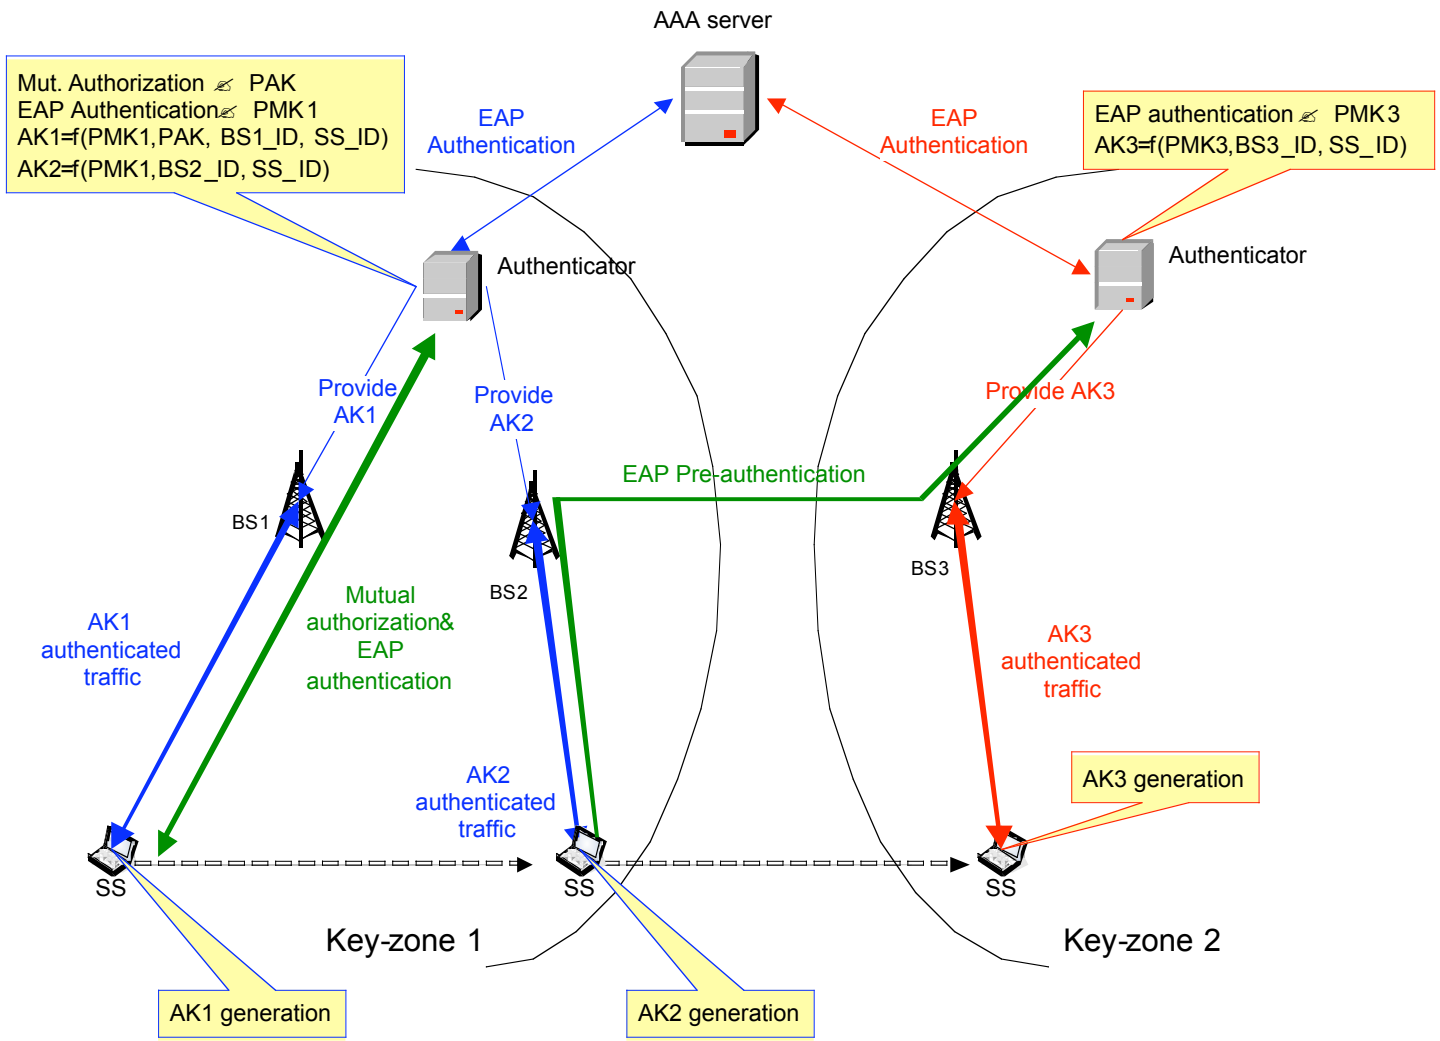 AAA server
Mut. Authorization PAK
EAP Authentication PMK1
AK1=f(PMK1,PAK, BS1_ID, SS_ID)
AK2=f(PMK1,BS2_ID, SS_ID)
EAP
Authentication
EAP
Authentication
EAP authentication PMK3
AK3=f(PMK3,BS3_ID, SS_ID)
Authenticator
Authenticator
Provide
AK1
Provide
AK2
Provide AK3
EAP Pre-authentication
BS1
BS2
BS3
Mutual
authorization&
EAP
authentication
AK1
authenticated
traffic
AK2
authenticated
traffic
AK3
authenticated
traffic
AK3 generation
SS
SS
SS
Key-zone 1
Key-zone 2
AK1 generation
AK2 generation